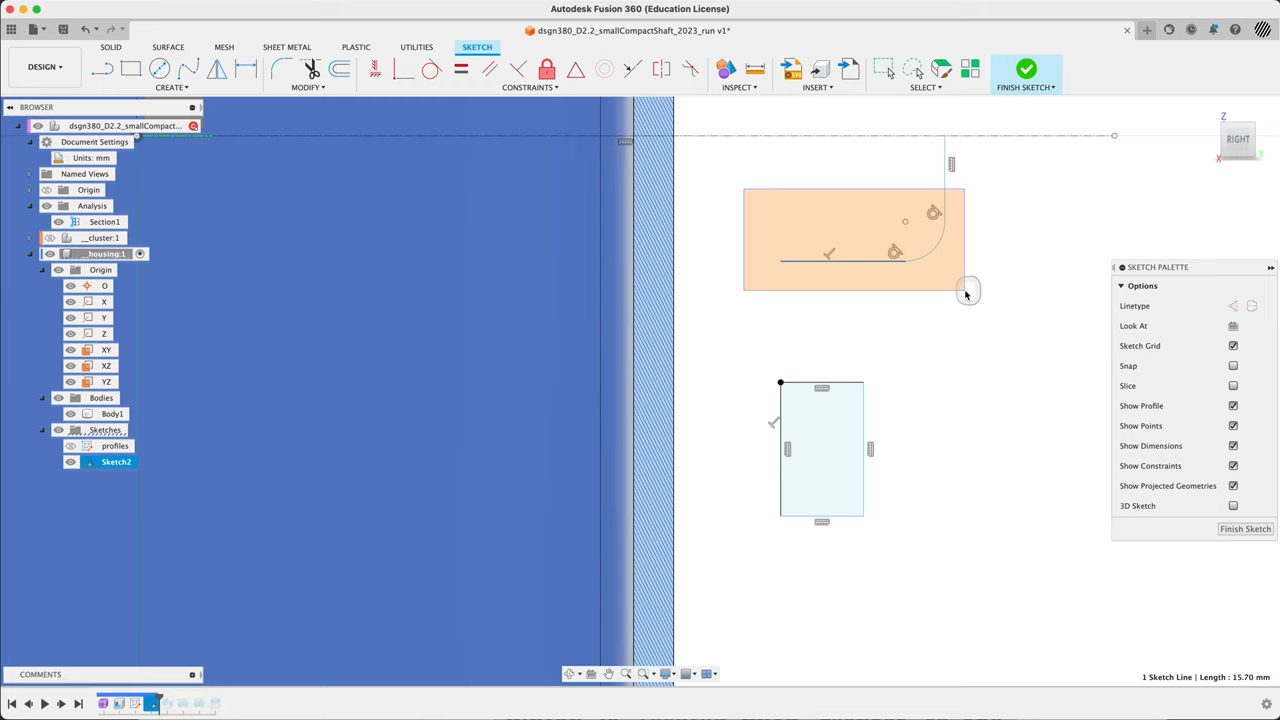 Autodesk Fusion 360 (Education License)
dsgn380_D2.2_smallCompactShaft_2023_run v1*
SOLID SURFACE MESH SHEET METAL PLASTIC UTILITIES SKETCH
DESIGN
CREATE MODIFY CONSTRAINTS INSPECT INSERT SELECT FINISH SKETCH
BROWSER
dsgn380_D2.2_smallCompact...
Document Settings
Units: mm
Named Views
Origin
Analysis
Section1
__cluster:1
__housing:1
Origin
O
X
Y
Z
XY
XZ
YZ
Bodies
Body1
Sketches
profiles
Sketch2
Z
RIGHT
X
Y
SKETCH PALETTE
Options
Linetype
Look At
Sketch Grid
Snap
Slice
Show Profile
Show Points
Show Dimensions
Show Constraints
Show Projected Geometries
3D Sketch
Finish Sketch
COMMENTS
1 Sketch Line | Length : 15.70 mm